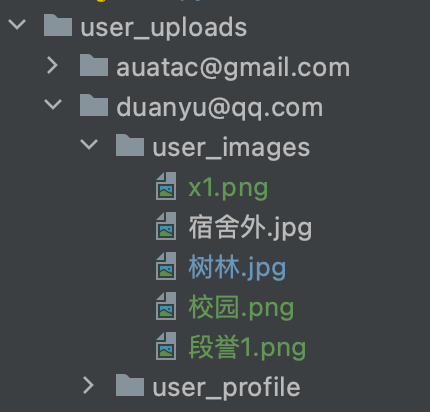 user_uploads
auatac@gmail.com
duanyu@qq.com
user_images
x1.png
宿舍外.jpg
树林.jpg
校园.png
段誉1.png
user_profile